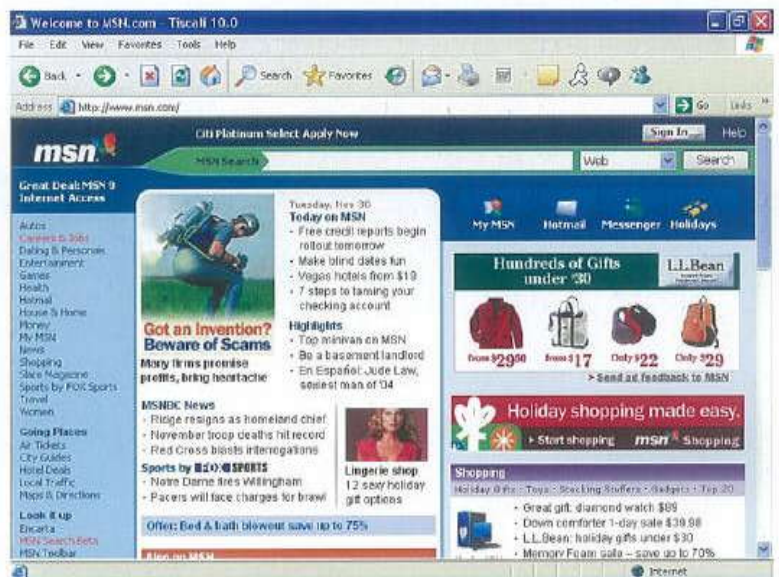 Welcome to MSN.com - Tiscali 10.0
File Edit View Favorites Tools Help
Back Search Favorites
Address http://www.msn.com/ Go Links
msn
Citi Platinum Select Apply Now
Sign In
Help
MSN Search
Web
Search
Great Deal: MSN 9
Internet Access
Autos
Careers & Jobs
Dating & Personals
Entertainment
Games
Health
Hotmail
House & Home
Money
My MSN
News
Shopping
Slate Magazine
Sports by FOX Sports
Travel
Women
Going Places
Air Tickets
City Guides
Hotel Deals
Local Traffic
Maps & Directions
Look it up
Encarta
MSN Search Beta
MSN Toolbar
Got an Invention?
Beware of Scams
Many firms promise
profits, bring heartache
Tuesday, Nov 30
Today on MSN
- Free credit reports begin
rollout tomorrow
- Make blind dates fun
- Vegas hotels from $19
- 7 steps to taming your
checking account
Highlights
- Top minivan on MSN
- Be a basement landlord
- En Español: Jude Law,
sexiest man of '04
MSNBC News
- Ridge resigns as homeland chief
- November troop deaths hit record
- Red Cross blasts interrogations
Sports by FOX SPORTS
- Notre Dame fires Willingham
- Pacers will face charges for brawl
Lingerie shop
12 sexy holiday
gift options
Offer: Bed & bath blowout save up to 75%
Also on MSN
My MSN Hotmail Messenger Holidays
Hundreds of Gifts
under $30
L.L.Bean
from $29.50 from $17 Only $22 Only $29
> Send ad feedback to MSN
Holiday shopping made easy.
Start shopping msn Shopping
Shopping
Holiday Gifts - Toys - Stocking Stuffers - Gadgets - Top 20
- Great gift: diamond watch $89
- Down comforter 1-day sale $39.98
- L.L.Bean: holiday gifts under $30
- Memory Foam sale – save up to 70%
Internet